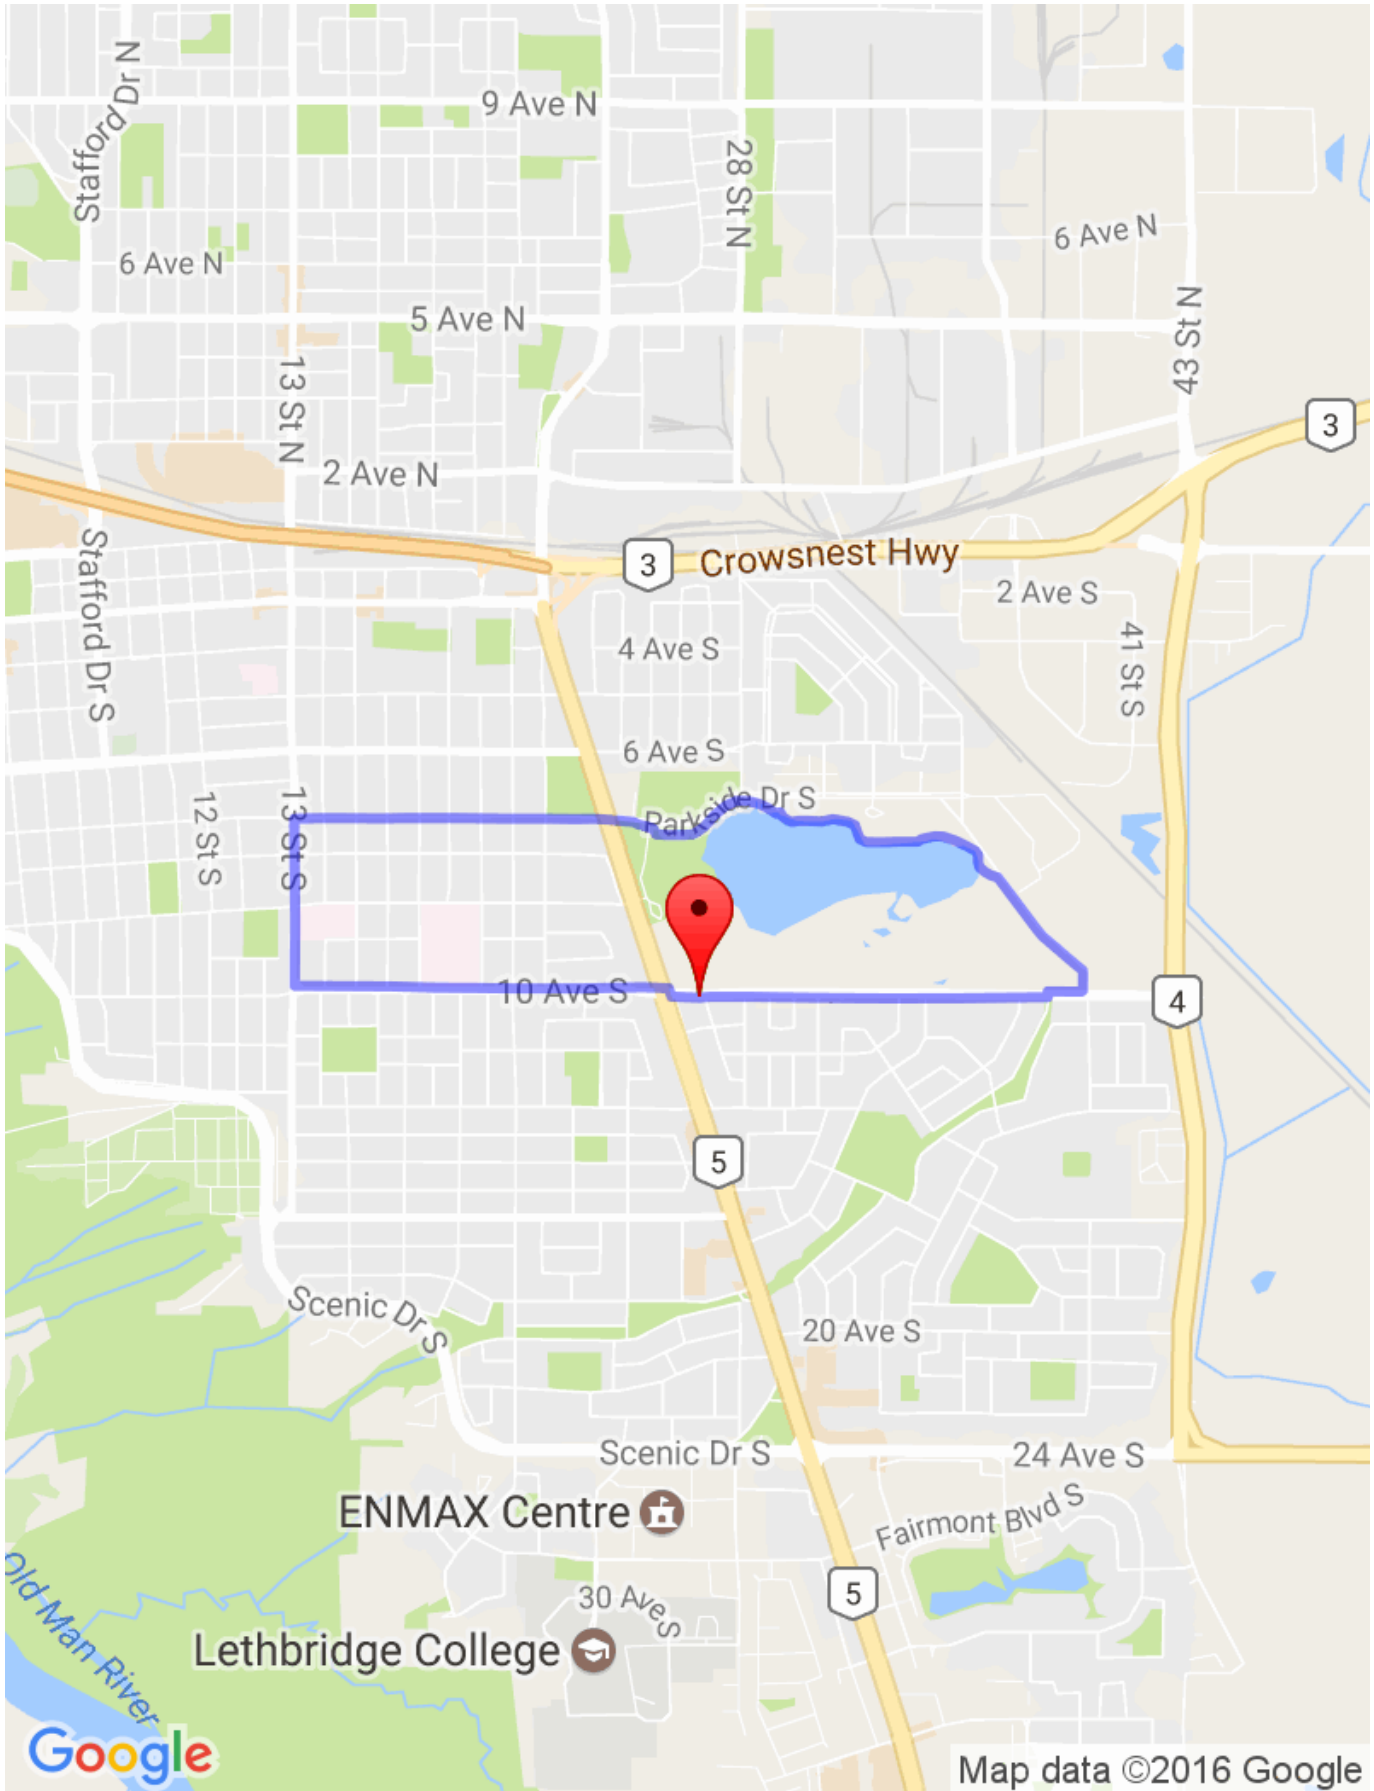 Stafford Dr N
9 Ave N
28 St N
6 Ave N
6 Ave N
5 Ave N
43 St N
13 St N
3
2 Ave N
3
Crowsnest Hwy
2 Ave S
Stafford Dr S
4 Ave S
41 St S
6 Ave S
12 St S
13 St S
Parkside Dr S
10 Ave S
4
5
Scenic Dr S
20 Ave S
Scenic Dr S
24 Ave S
ENMAX Centre
Fairmont Blvd S
Old Man River
30 Ave S
5
Lethbridge College
Google
Map data ©2016 Google